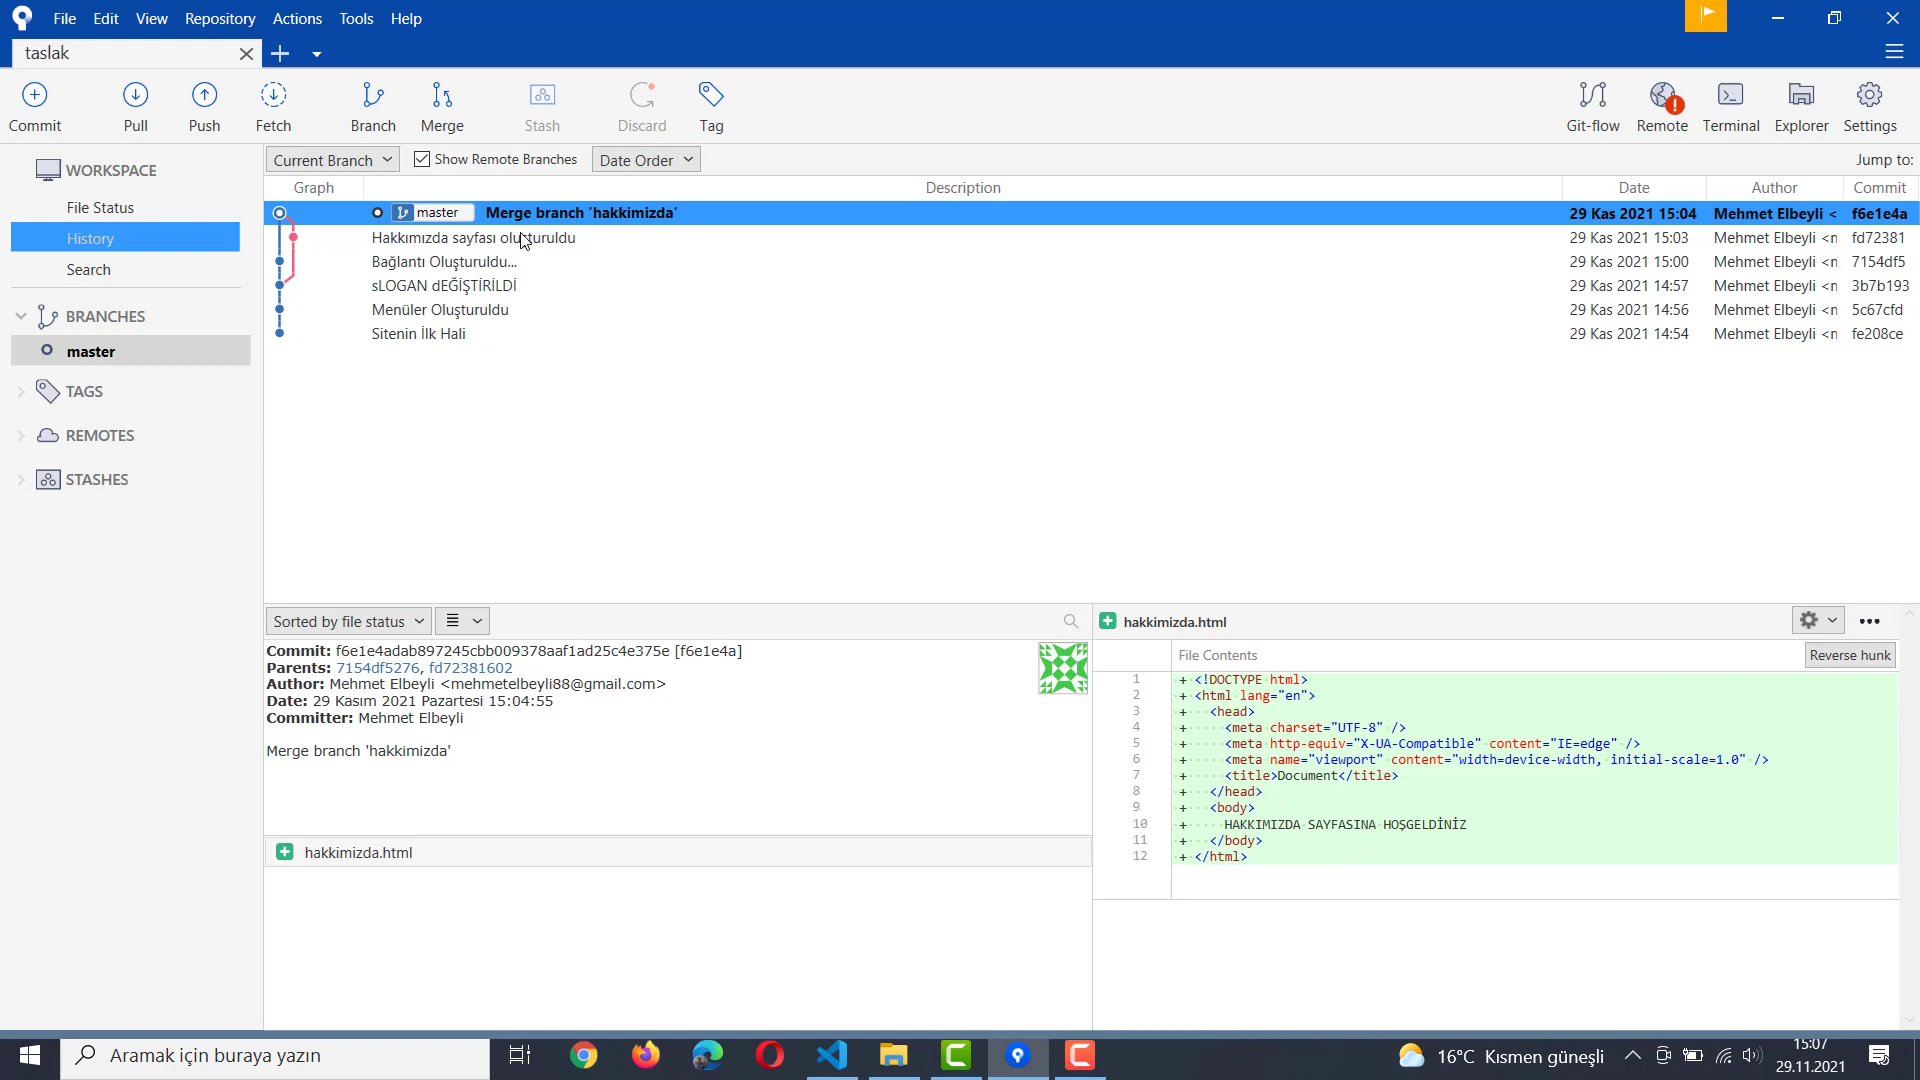 File Edit View Repository Actions Tools Help
taslak
Commit Pull Push Fetch Branch Merge Stash Discard Tag Git-flow Remote Terminal Explorer Settings
Current Branch Show Remote Branches Date Order Jump to:
Graph Description Date Author Commit
master Merge branch 'hakkimizda' 29 Kas 2021 15:04 Mehmet Elbeyli < f6e1e4a
Hakkımızda sayfası oluşturuldu 29 Kas 2021 15:03 Mehmet Elbeyli <n fd72381
Bağlantı Oluşturuldu... 29 Kas 2021 15:00 Mehmet Elbeyli <n 7154df5
sLOGAN dEĞİŞTİRİLDİ 29 Kas 2021 14:57 Mehmet Elbeyli <n 3b7b193
Menüler Oluşturuldu 29 Kas 2021 14:56 Mehmet Elbeyli <n 5c67cfd
Sitenin İlk Hali 29 Kas 2021 14:54 Mehmet Elbeyli <n fe208ce
WORKSPACE
File Status
History
Search
BRANCHES
master
TAGS
REMOTES
STASHES
Sorted by file status
Commit: f6e1e4adab897245cbb009378aaf1ad25c4e375e [f6e1e4a]
Parents: 7154df5276, fd72381602
Author: Mehmet Elbeyli <mehmetelbeyli88@gmail.com>
Date: 29 Kasım 2021 Pazartesi 15:04:55
Committer: Mehmet Elbeyli
Merge branch 'hakkimizda'
hakkimizda.html
hakkimizda.html
File Contents Reverse hunk
1 + <!DOCTYPE html>
2 + <html lang="en">
3 + <head>
4 + <meta charset="UTF-8" />
5 + <meta http-equiv="X-UA-Compatible" content="IE=edge" />
6 + <meta name="viewport" content="width=device-width, initial-scale=1.0" />
7 + <title>Document</title>
8 + </head>
9 + <body>
10 + HAKKIMIZDA SAYFASINA HOŞGELDİNİZ
11 + </body>
12 + </html>
Aramak için buraya yazın
16°C Kısmen güneşli
15:07
29.11.2021